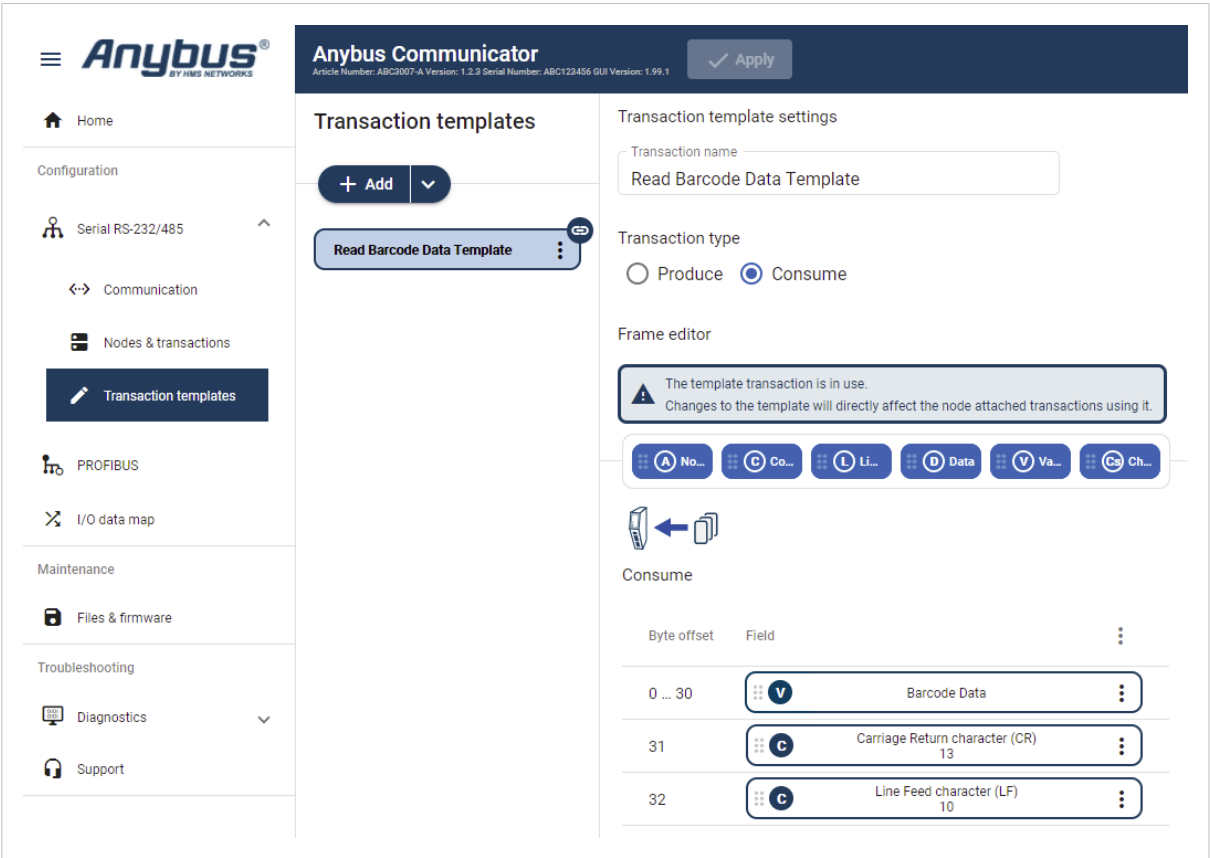 Anybus®
BY HMS NETWORKS
Home
Configuration
Serial RS-232/485
Communication
Nodes & transactions
Transaction templates
PROFIBUS
I/O data map
Maintenance
Files & firmware
Troubleshooting
Diagnostics
Support
Anybus Communicator
Article Number: ABC3007-A Version: 1.2.3 Serial Number: ABC123456 GUI Version: 1.99.1
Apply
Transaction templates
Add
Read Barcode Data Template
Transaction template settings
Transaction name
Read Barcode Data Template
Transaction type
Produce Consume
Frame editor
The template transaction is in use.
Changes to the template will directly affect the node attached transactions using it.
A No... C Co... L Li... D Data V Va... Cs Ch...
Consume
Byte offset Field
0 ... 30 V Barcode Data
31 C Carriage Return character (CR)
13
32 C Line Feed character (LF)
10